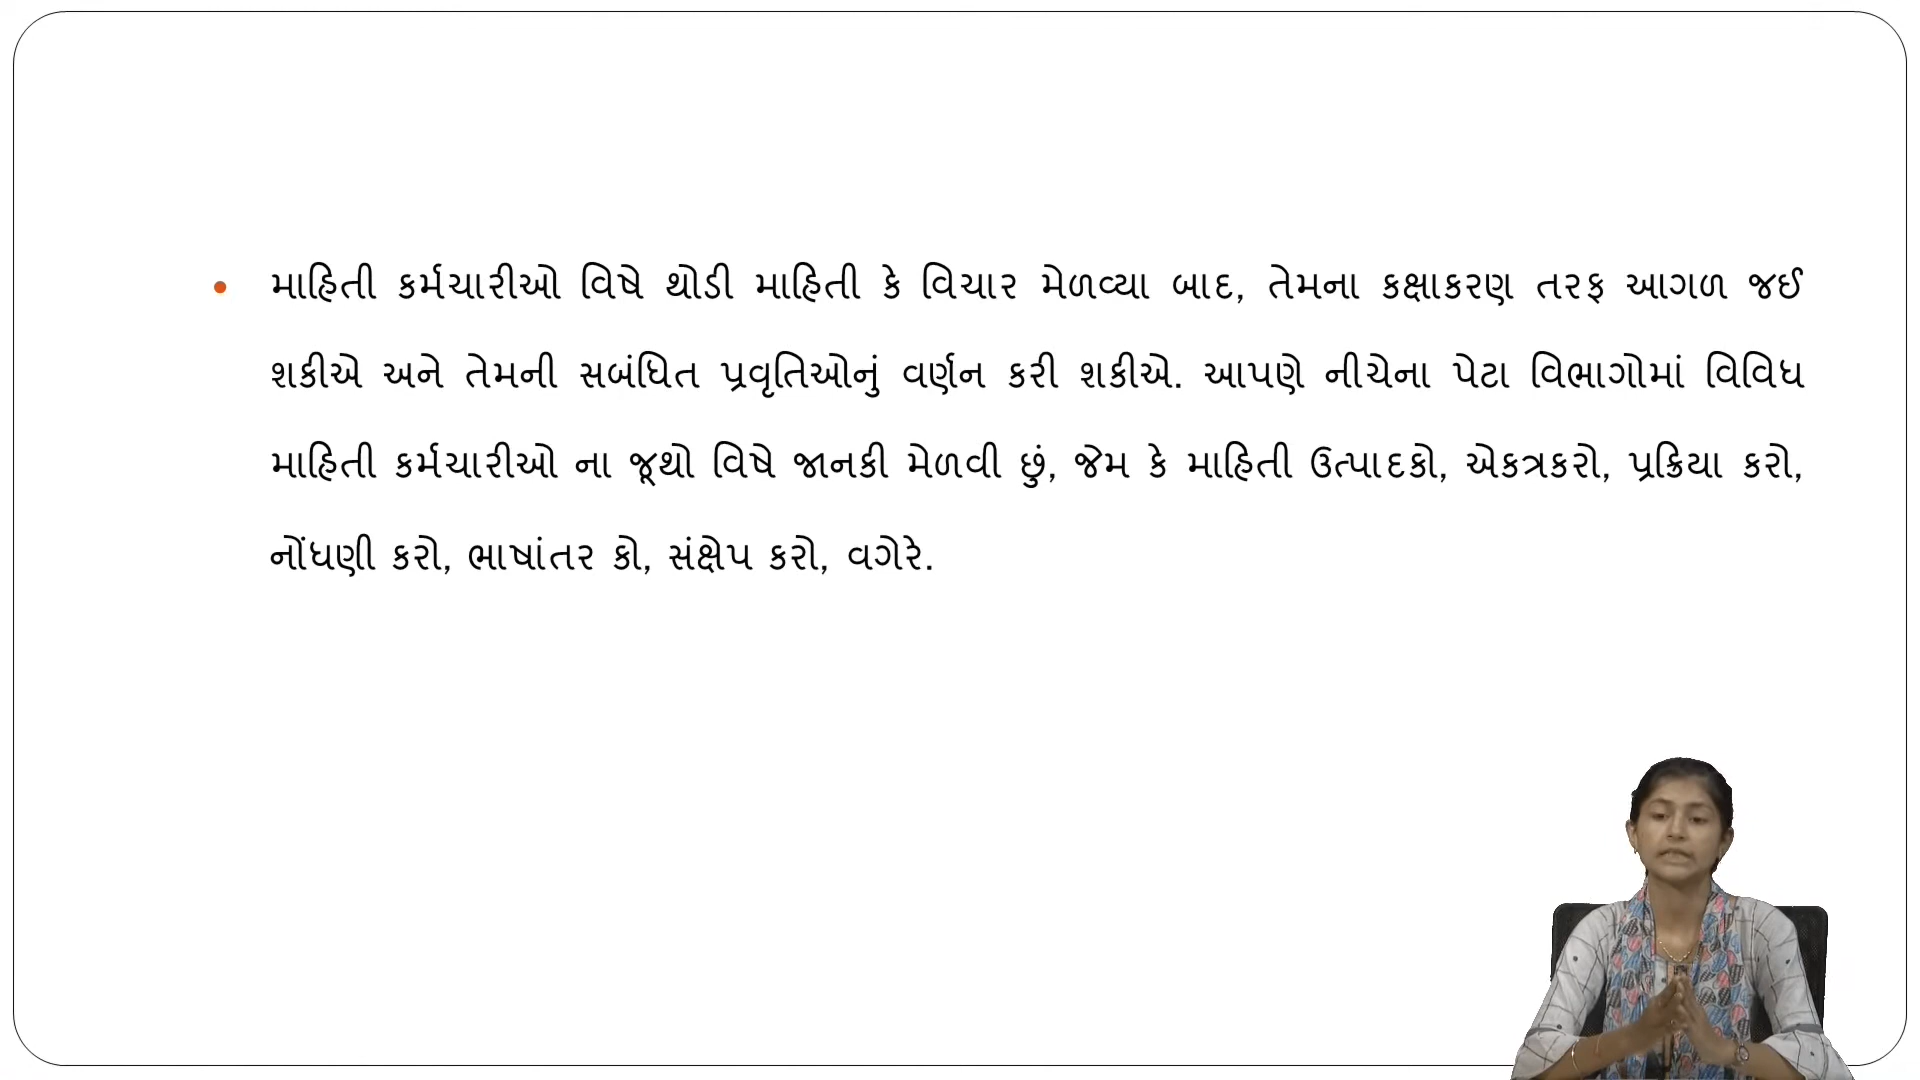 • માહિતી કર્મચારીઓ વિષે થોડી માહિતી કે વિચાર મેળવ્યા બાદ, તેમના કક્ષાકરણ તરફ આગળ જઈ
શકીએ અને તેમની સબંધિત પ્રવૃતિઓનું વર્ણન કરી શકીએ. આપણે નીચેના પેટા વિભાગોમાં વિવિધ
માહિતી કર્મચારીઓ ના જૂથો વિષે જાનકી મેળવી છું, જેમ કે માહિતી ઉત્પાદકો, એકત્રકરો, પ્રક્રિયા કરો,
નોંધણી કરો, ભાષાંતર કો, સંક્ષેપ કરો, વગેરે.